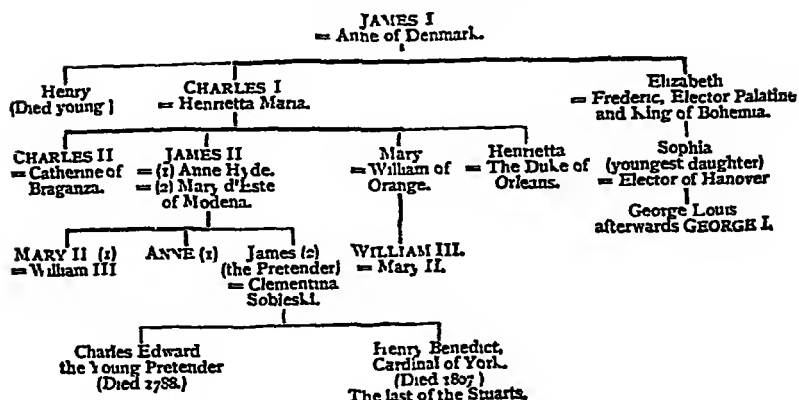 JAMES I
= Anne of Denmark.
Henry
(Died young)
CHARLES I
= Henrietta Maria.
Elizabeth
= Frederic, Elector Palatine
and King of Bohemia.
CHARLES II
= Catherine of
Braganza.
JAMES II
= (1) Anne Hyde.
= (2) Mary d'Este
of Modena.
Mary
= William of
Orange.
Henrietta
= The Duke of
Orleans.
Sophia
(youngest daughter)
= Elector of Hanover
George Louis
afterwards GEORGE I.
MARY II (1)
= William III
ANNE (1)
James (2)
(the Pretender)
= Clementina
Sobieski.
WILLIAM III.
= Mary II.
Charles Edward
the Young Pretender
(Died 1788.)
Henry Benedict,
Cardinal of York.
(Died 1807)
The last of the Stuarts.